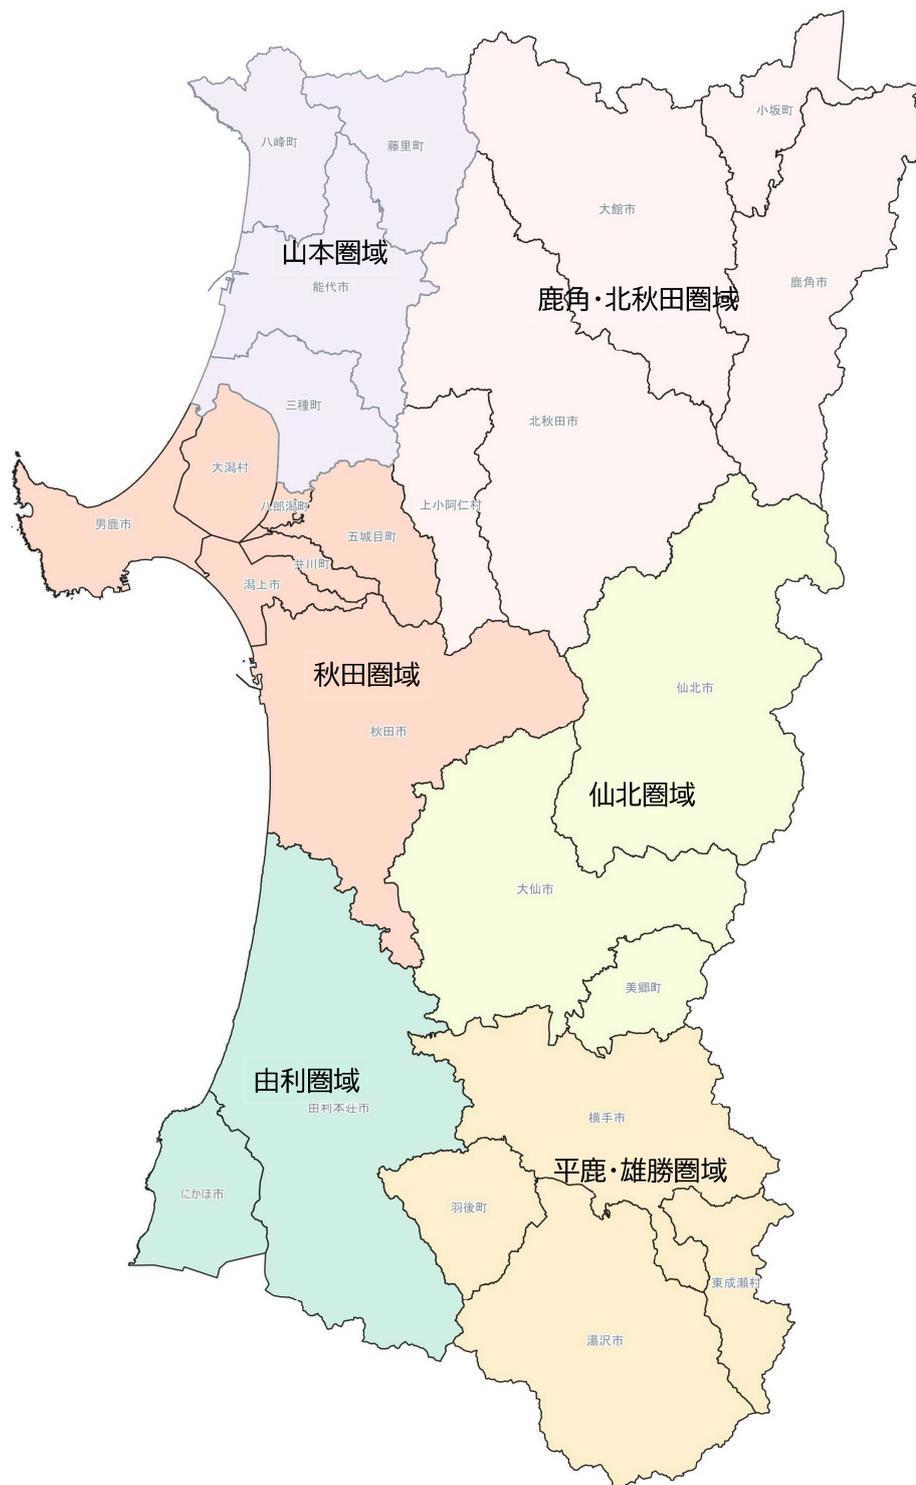 小坂町
八峰町
藤里町
大館市
山本圏域
能代市
鹿角・北秋田圏域
鹿角市
三種町
北秋田市
大潟村
上小阿仁村
八郎潟町
男鹿市
五城目町
井川町
潟上市
秋田圏域
仙北市
秋田市
仙北圏域
大仙市
美郷町
由利圏域
由利本荘市
横手市
平鹿・雄勝圏域
にかほ市
羽後町
東成瀬村
湯沢市